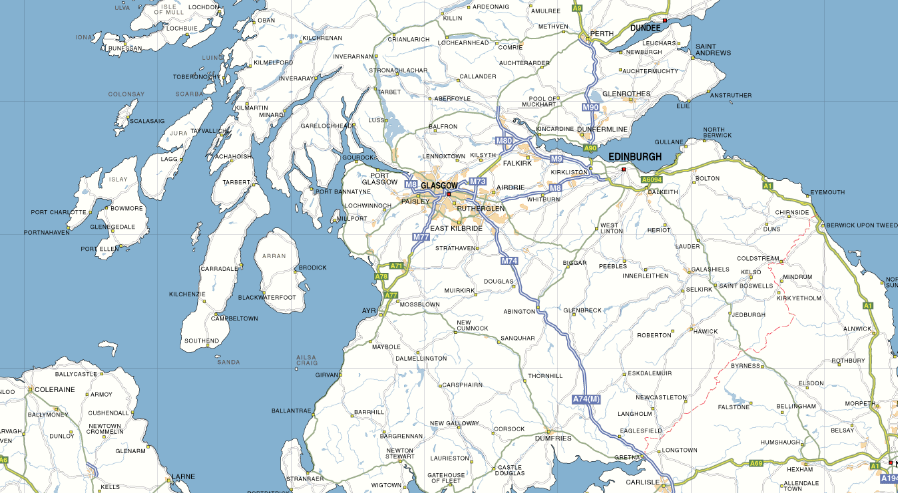 ISLE
OF MULL
LOCHDON
LOCHBUIE
BUNESSAN
IONA
OBAN
KILCHRENAN
KILMELFORD
TOBERONOCHY
INVERARAY
INVERARNAN
CRIANLARICH
KILLIN
ARDEONAIG
AMULREE
METHVEN
A9
PERTH
DUNDEE
LEUCHARS
NEWBURGH
SAINT
ANDREWS
LOCHEARNHEAD
COMRIE
AUCHTERARDER
AUCHTERMUCHTY
STRONACHLACHAR
CALLANDER
TARBET
ABERFOYLE
POOL OF
MUCKHART
GLENROTHES
ANSTRUTHER
ELIE
M90
COLONSAY
SCARBA
SCALASAIG
KILMARTIN
MINARD
GARELOCHHEAD
LUSS
BALFRON
KINCARDINE
DUNFERMLINE
NORTH
BERWICK
GULLANE
JURA
TAYVALLICH
LAGG
ACHAHOISH
GOUROCK
LENNOXTOWN
KILSYTH
M80
FALKIRK
M9
A90
EDINBURGH
KIRKLISTON
ISLAY
TARBERT
PORT
GLASGOW
PORT BANNATYNE
M8
GLASGOW
M73
AIRDRIE
M8
WHITBURN
A6094
DALKEITH
BOLTON
A1
EYEMOUTH
PORT CHARLOTTE
BOWMORE
PORTNAHAVEN
GLENEGEDALE
PORT ELLEN
LOCHWINNOCH
MILLPORT
PAISLEY
RUTHERGLEN
EAST KILBRIDE
M77
STRATHAVEN
WEST
LINTON
HERIOT
CHIRNSIDE
DUNS
BERWICK UPON TWEED
LAUDER
ARRAN
BRODICK
CARRADALE
A71
A78
A77
M74
BIGGAR
PEEBLES
INNERLEITHEN
GALASHIELS
COLDSTREAM
KELSO
MINDRUM
KILCHENZIE
BLACKWATERFOOT
CAMPBELTOWN
SOUTHEND
MUIRKIRK
DOUGLAS
MOSSBLOWN
AYR
ABINGTON
GLENBRECK
SELKIRK
SAINT BOSWELLS
KIRKYETHOLM
A1
NEW
CUMNOCK
SANQUHAR
ROBERTON
HAWICK
JEDBURGH
ALNWICK
SANDA
AILSA
CRAIG
MAYBOLE
DALMELLINGTON
GIRVAN
CARSPHAIRN
THORNHILL
ESKDALEMUIR
BYRNESS
ROTHBURY
BALLYCASTLE
COLERAINE
ARMOY
BALLYMONEY
OUSHENDALL
NEWTOWN
CROMMELIN
DUNLOY
GLENARM
LARNE
KELLS
A6
BALLANTRAE
BARRHILL
BARGRENNAN
NEW GALLOWAY
CORSOCK
A74(M)
NEWCASTLETON
LANGHOLM
EAGLESFIELD
FALSTONE
ELSDON
BELLINGHAM
MORPETH
BELSAY
STRANRAER
NEWTON
STEWART
WIGTOWN
LAURIESTON
GATEHOUSE
OF FLEET
CASTLE
DOUGLAS
DUMFRIES
GRETNA
LONGTOWN
CARLISLE
HUMSHAUGH
A69
HEXHAM
ALLENDALE
TOWN